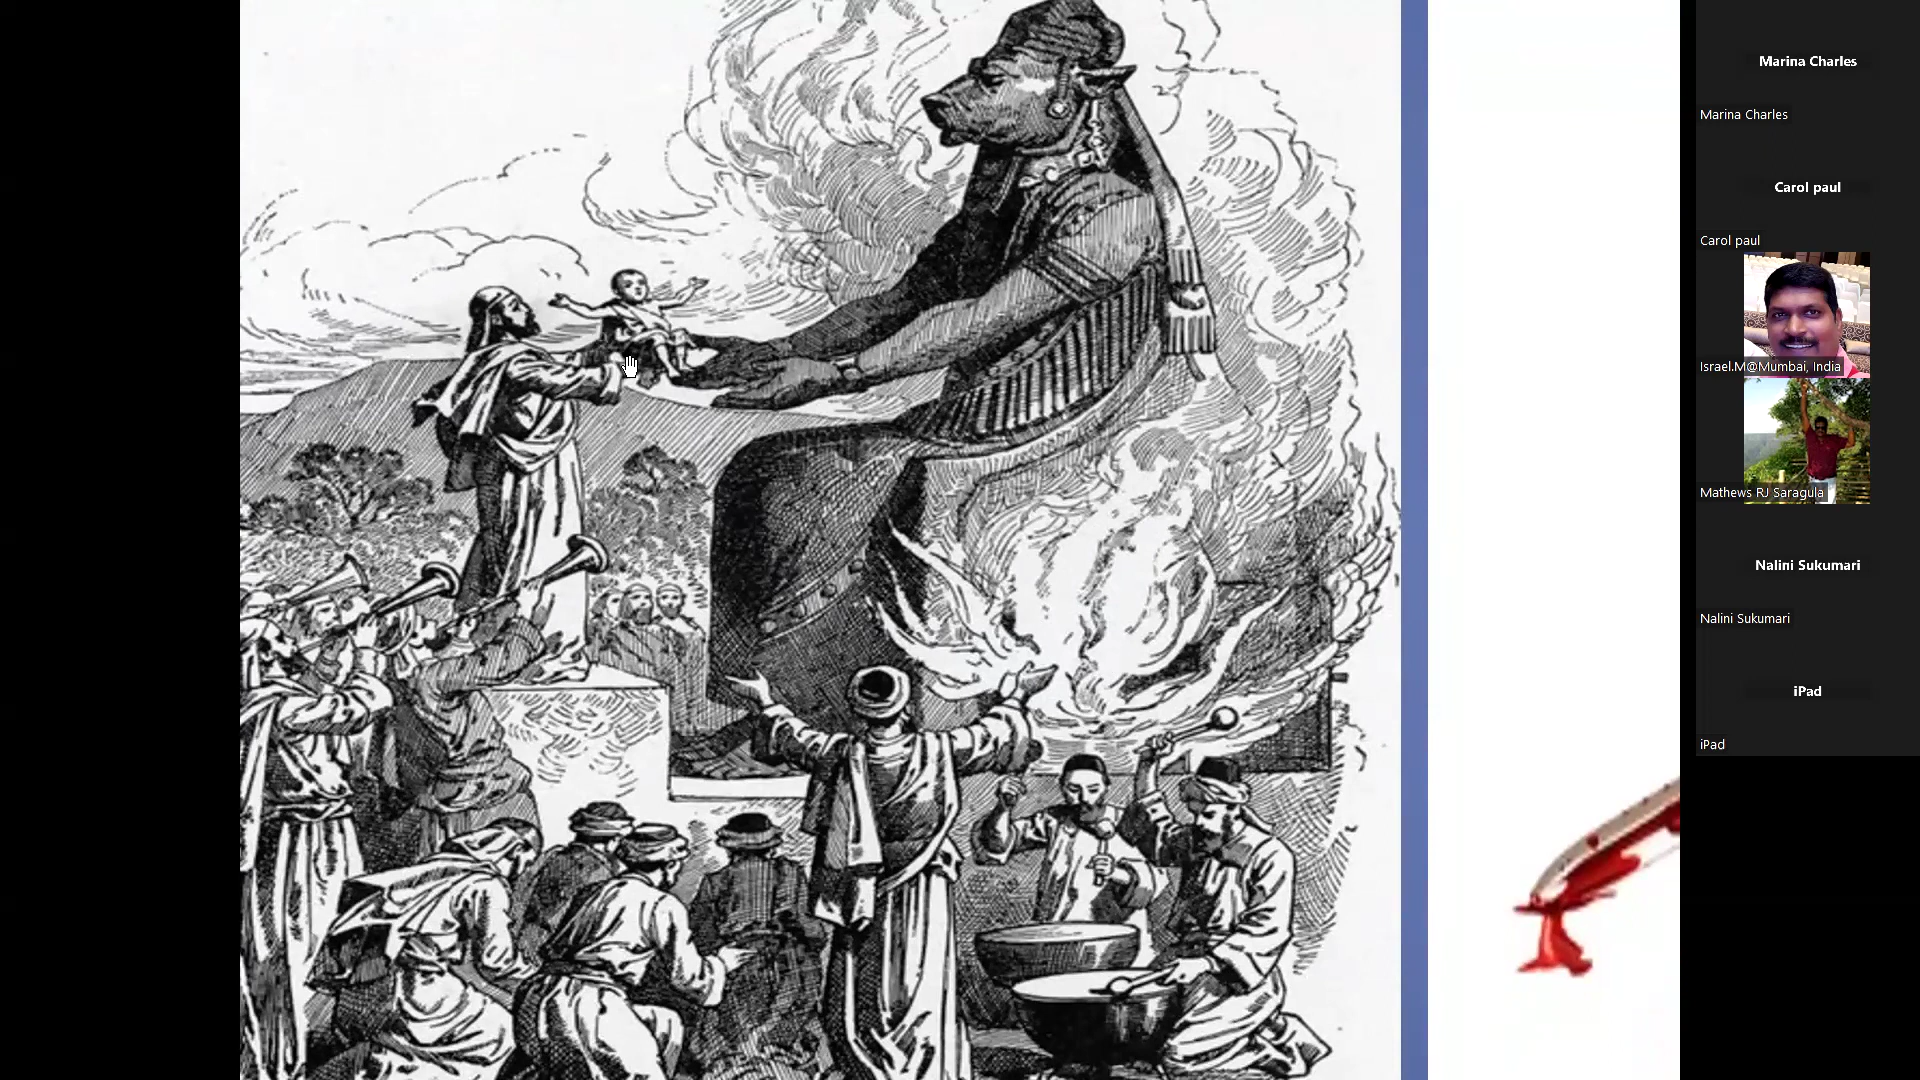 Marina Charles
Marina Charles
Carol paul
Carol paul
Israel.M@Mumbai, India
Mathews RJ Saragula
Nalini Sukumari
Nalini Sukumari
iPad
iPad